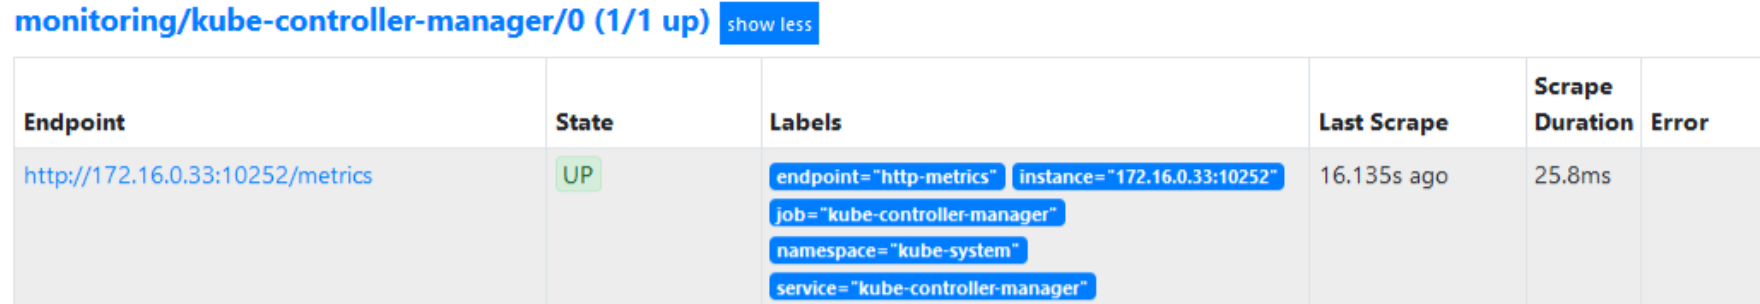 monitoring/kube-controller-manager/0 (1/1 up) show less
Endpoint State Labels Last Scrape Scrape Duration Error
http://172.16.0.33:10252/metrics UP endpoint="http-metrics" instance="172.16.0.33:10252" 16.135s ago 25.8ms
job="kube-controller-manager"
namespace="kube-system"
service="kube-controller-manager"